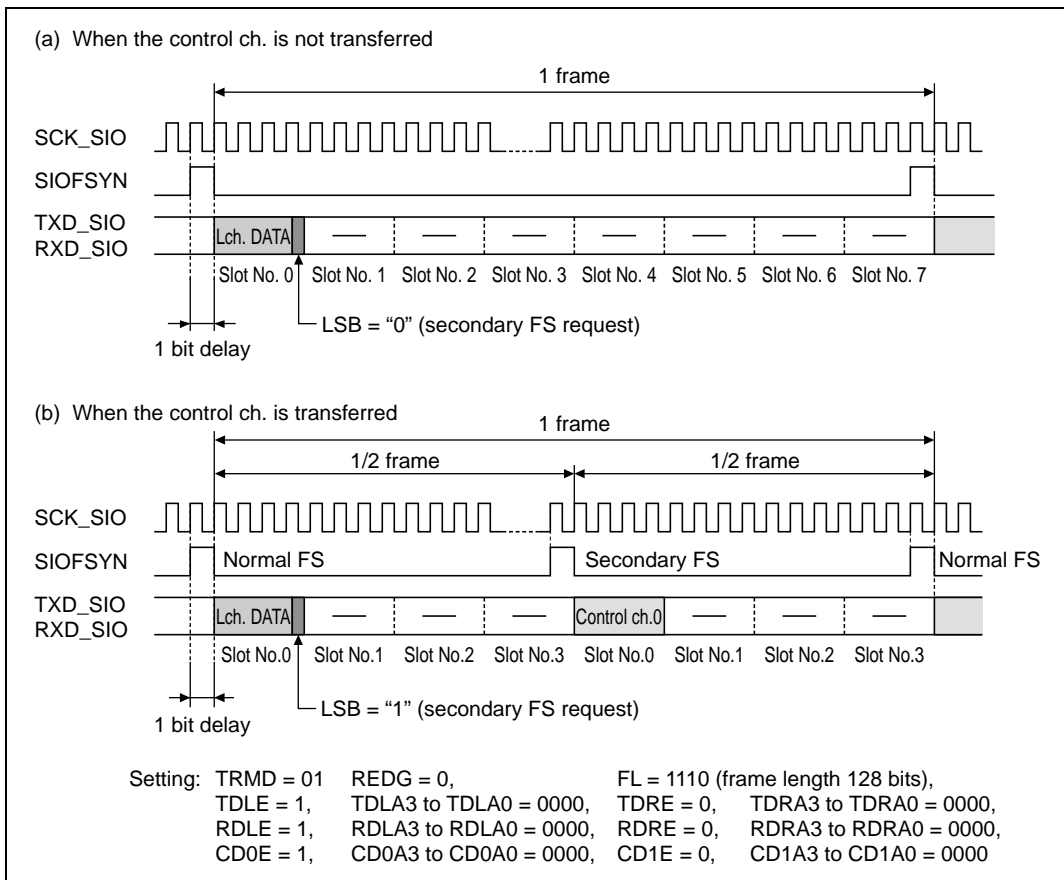 (a) When the control ch. is not transferred
1 frame
SCK_SIO
SIOFSYN
TXD_SIO
RXD_SIO
Lch. DATA
Slot No. 0 Slot No. 1 Slot No. 2 Slot No. 3 Slot No. 4 Slot No. 5 Slot No. 6 Slot No. 7
LSB = “0” (secondary FS request)
1 bit delay
(b) When the control ch. is transferred
1 frame
1/2 frame 1/2 frame
SCK_SIO
SIOFSYN Normal FS Secondary FS Normal FS
TXD_SIO
RXD_SIO
Lch. DATA Control ch.0
Slot No.0 Slot No.1 Slot No.2 Slot No.3 Slot No.0 Slot No.1 Slot No.2 Slot No.3
LSB = “1” (secondary FS request)
1 bit delay
Setting: TRMD = 01 REDG = 0, FL = 1110 (frame length 128 bits),
TDLE = 1, TDLA3 to TDLA0 = 0000, TDRE = 0, TDRA3 to TDRA0 = 0000,
RDLE = 1, RDLA3 to RDLA0 = 0000, RDRE = 0, RDRA3 to RDRA0 = 0000,
CD0E = 1, CD0A3 to CD0A0 = 0000, CD1E = 0, CD1A3 to CD1A0 = 0000